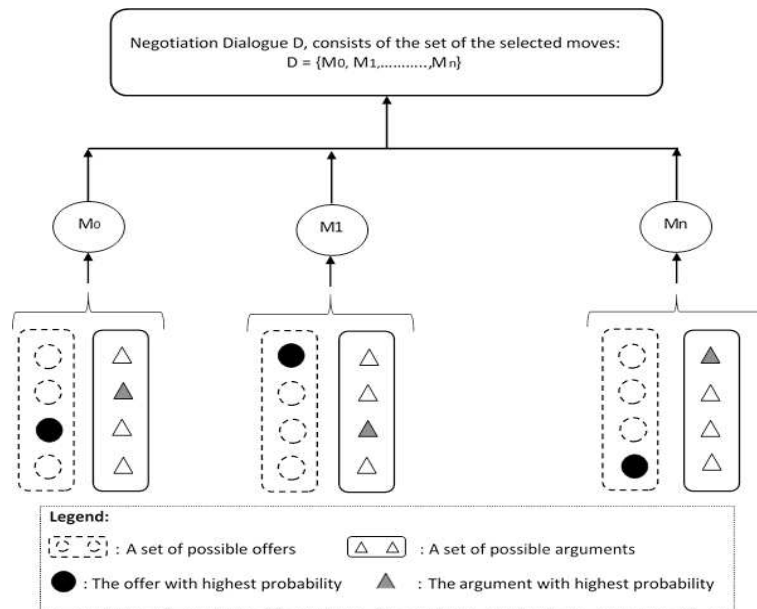 Negotiation Dialogue D, consists of the set of the selected moves:
D = {M0, M1,...........,Mn}
M0
M1
Mn
Legend:
: A set of possible offers
: A set of possible arguments
: The offer with highest probability
: The argument with highest probability